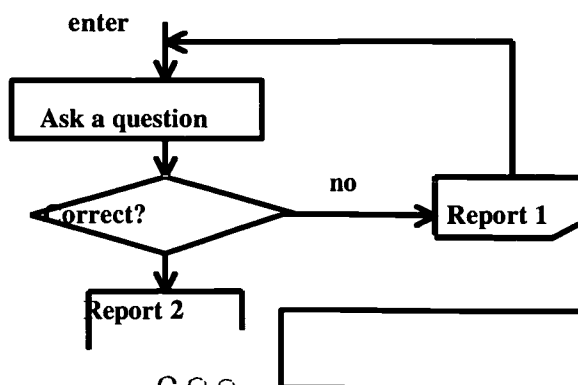 enter
Ask a question
Correct?
no
Report 1
Report 2